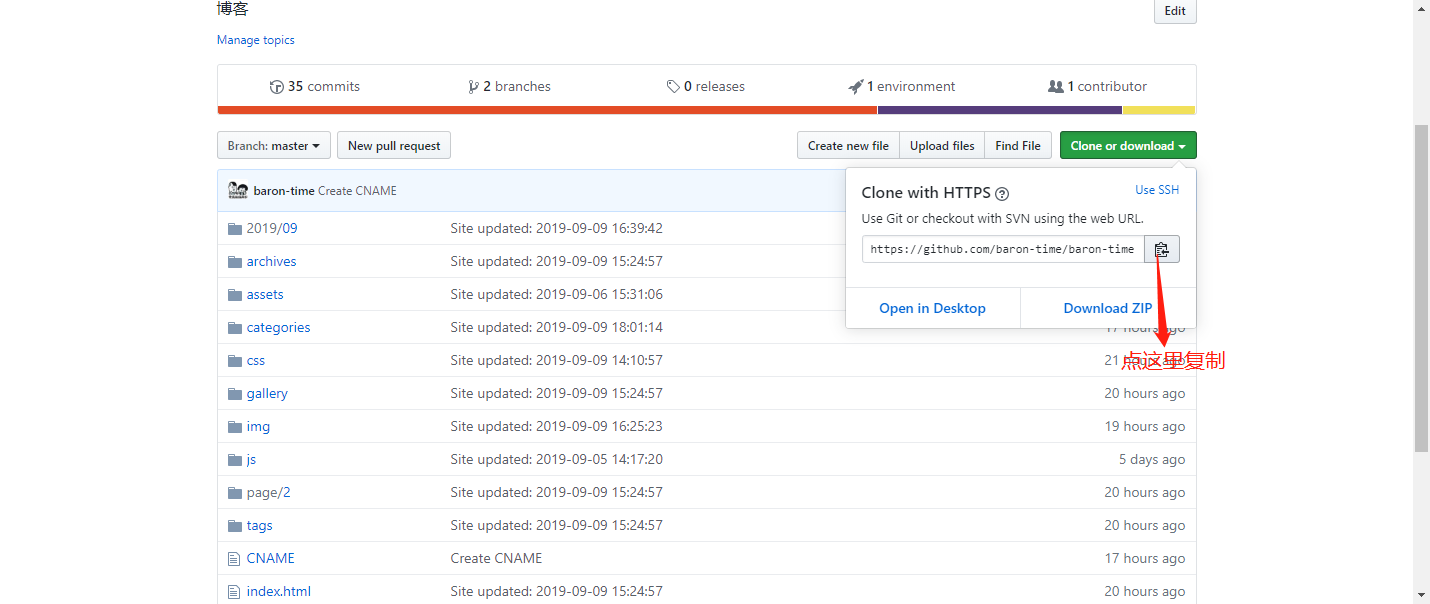 博客
Edit
Manage topics
35 commits
2 branches
0 releases
1 environment
1 contributor
Branch: master
New pull request
Create new file
Upload files
Find File
Clone or download
baron-time Create CNAME
Clone with HTTPS
Use SSH
Use Git or checkout with SVN using the web URL.
https://github.com/baron-time/baron-time
Open in Desktop
Download ZIP
2019/09 Site updated: 2019-09-09 16:39:42
archives Site updated: 2019-09-09 15:24:57
assets Site updated: 2019-09-06 15:31:06
categories Site updated: 2019-09-09 18:01:14 17 hours ago
点这里复制
css Site updated: 2019-09-09 14:10:57 21 hours ago
gallery Site updated: 2019-09-09 15:24:57 20 hours ago
img Site updated: 2019-09-09 16:25:23 19 hours ago
js Site updated: 2019-09-05 14:17:20 5 days ago
page/2 Site updated: 2019-09-09 15:24:57 20 hours ago
tags Site updated: 2019-09-09 15:24:57 20 hours ago
CNAME Create CNAME 17 hours ago
index.html Site updated: 2019-09-09 15:24:57 20 hours ago